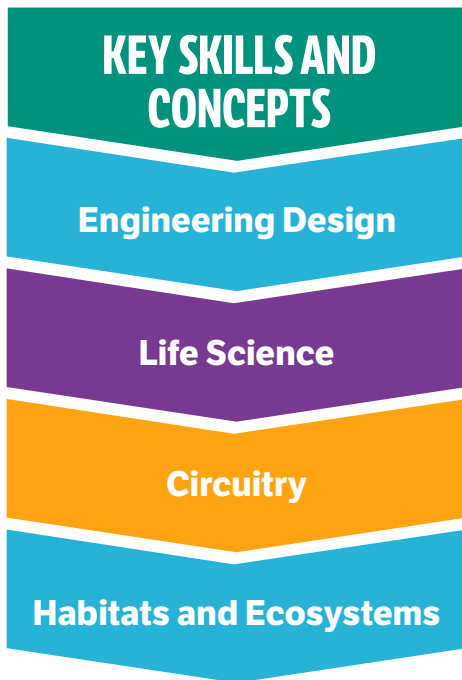 KEY SKILLS AND
CONCEPTS
Engineering Design
Life Science
Circuitry
Habitats and Ecosystems